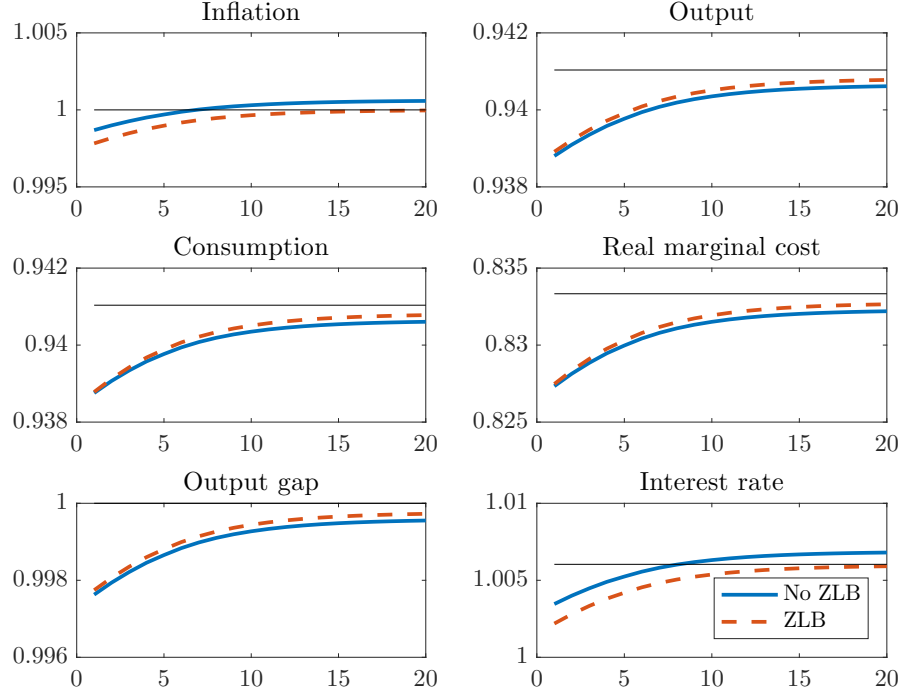 Inflation
1.005
1
0.995
0 5 10 15 20
Output
0.942
0.94
0.938
0 5 10 15 20
Consumption
0.942
0.94
0.938
0 5 10 15 20
Real marginal cost
0.835
0.83
0.825
0 5 10 15 20
Output gap
1
0.998
0.996
0 5 10 15 20
Interest rate
1.01
1.005
1
0 5 10 15 20
No ZLB
ZLB